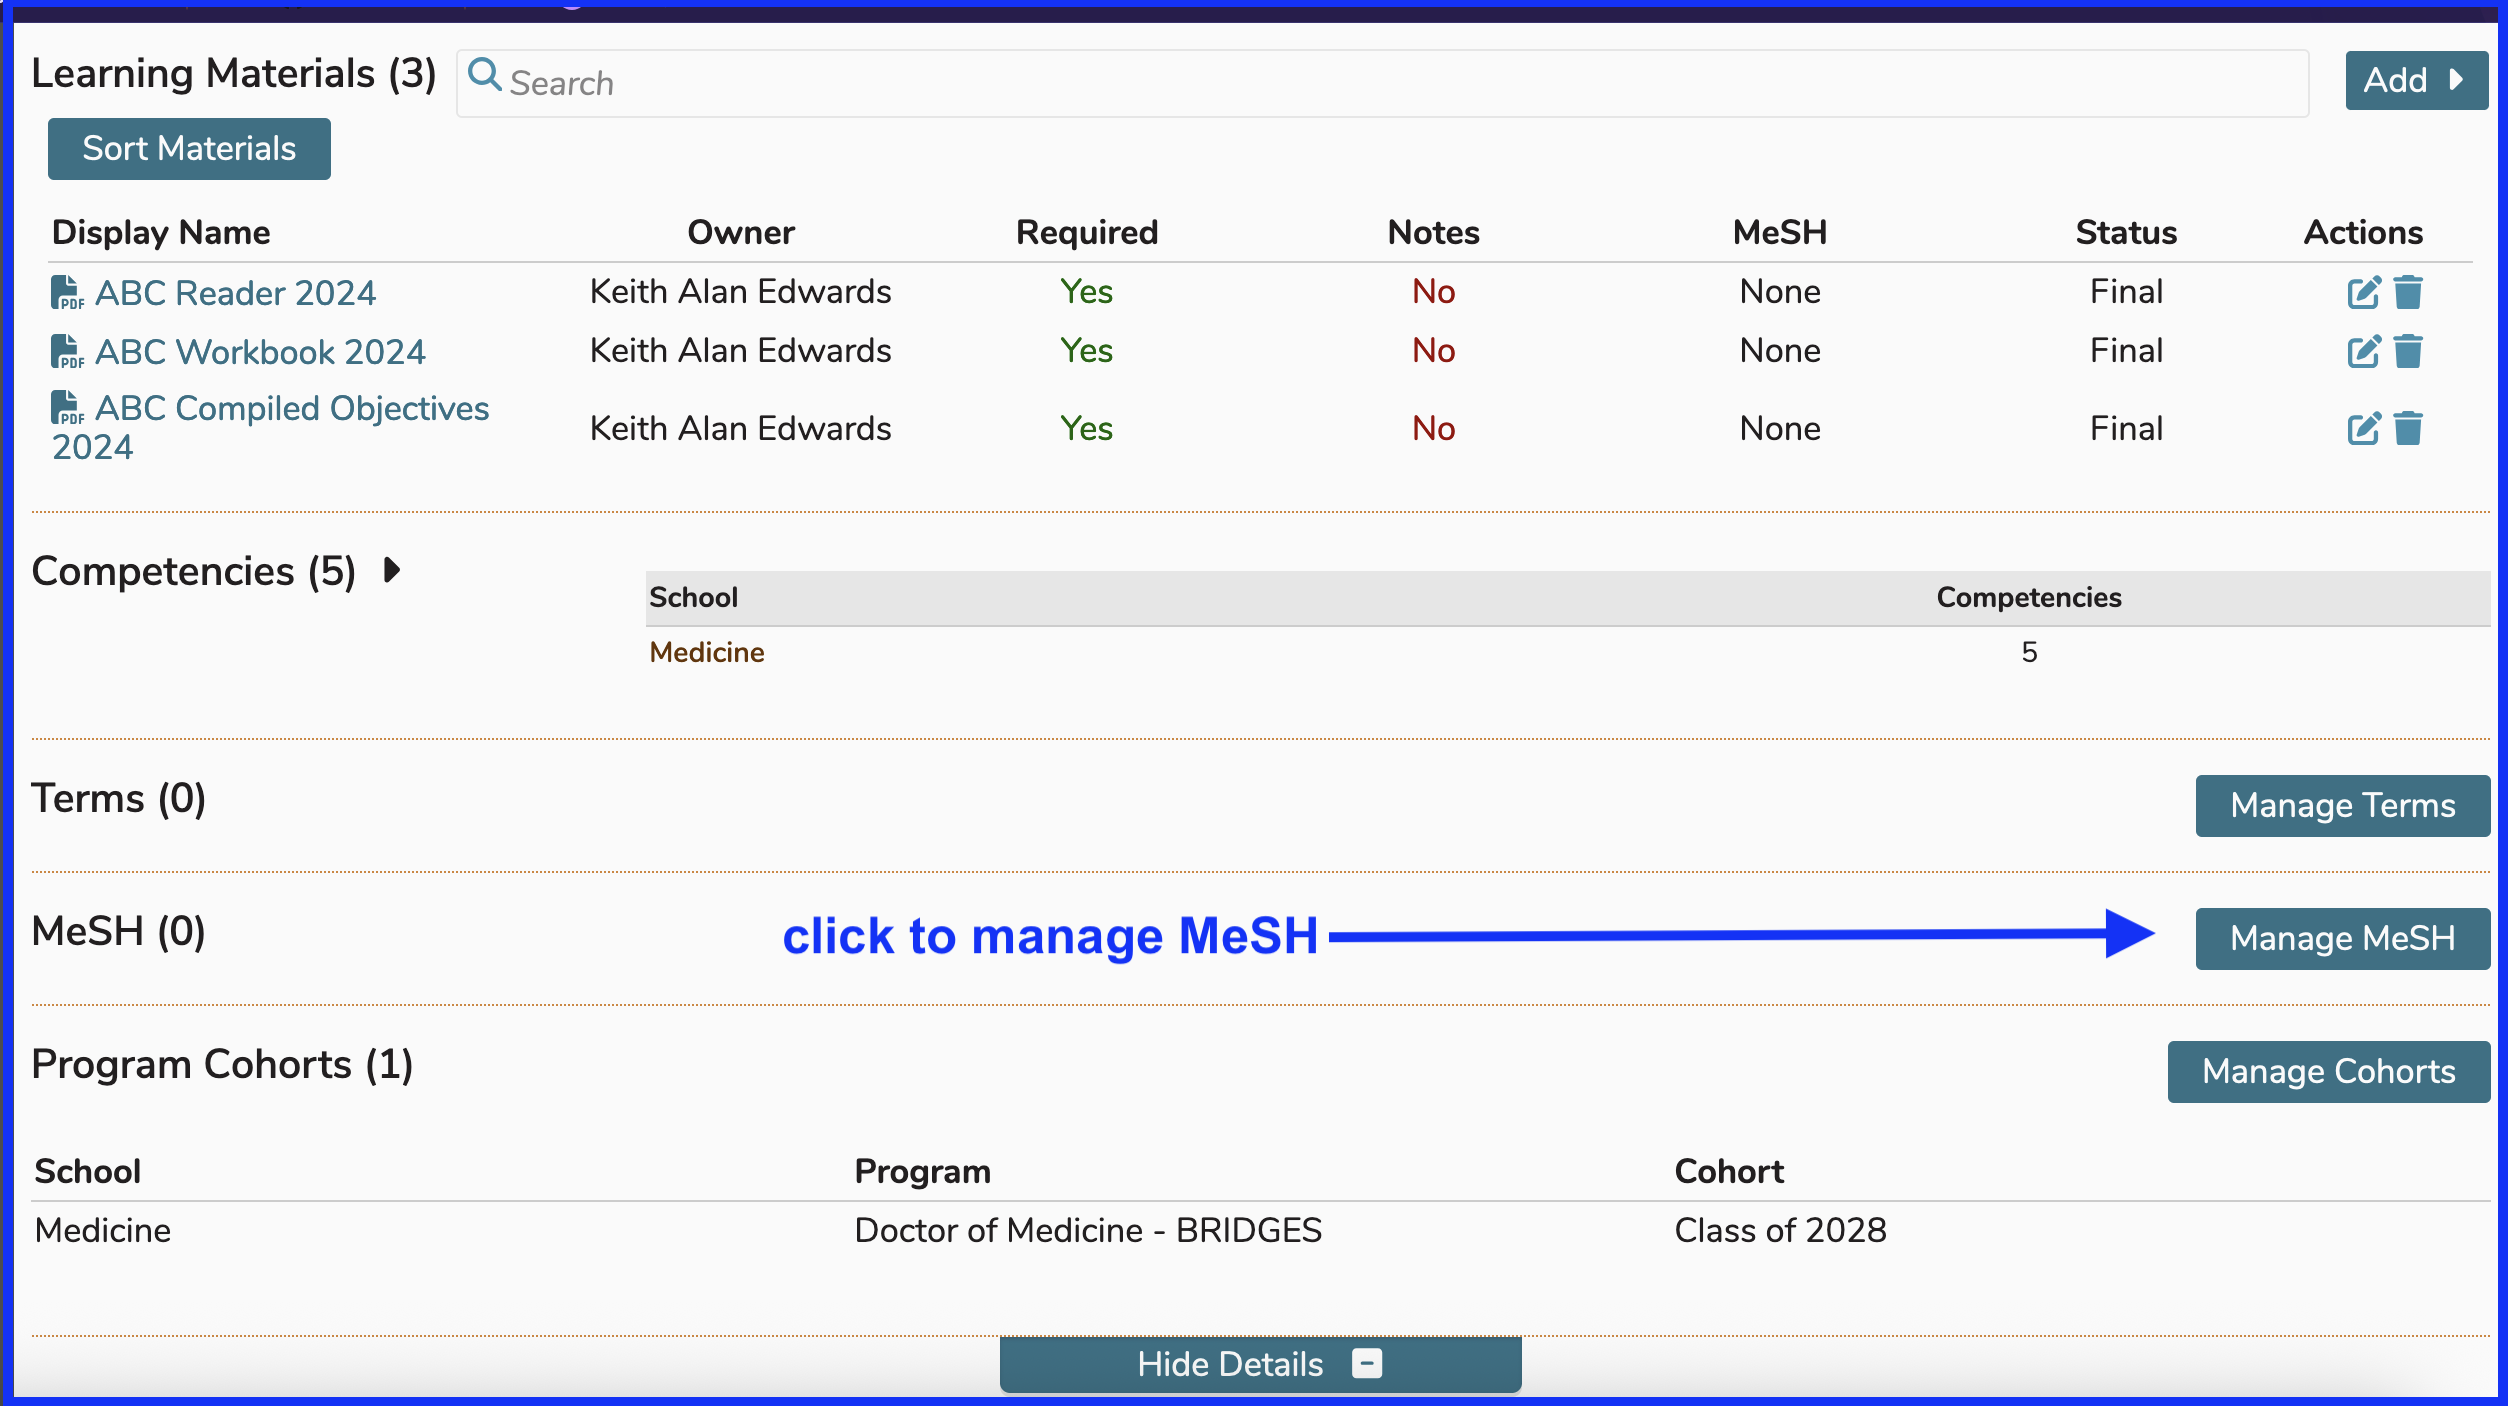 Learning Materials (3)
Search
Add
Sort Materials
Display Name Owner Required Notes MeSH Status Actions
PDF ABC Reader 2024 Keith Alan Edwards Yes No None Final
PDF ABC Workbook 2024 Keith Alan Edwards Yes No None Final
PDF ABC Compiled Objectives
2024 Keith Alan Edwards Yes No None Final
Competencies (5)
School Competencies
Medicine 5
Terms (0) Manage Terms
MeSH (0) click to manage MeSH Manage MeSH
Program Cohorts (1) Manage Cohorts
School Program Cohort
Medicine Doctor of Medicine - BRIDGES Class of 2028
Hide Details